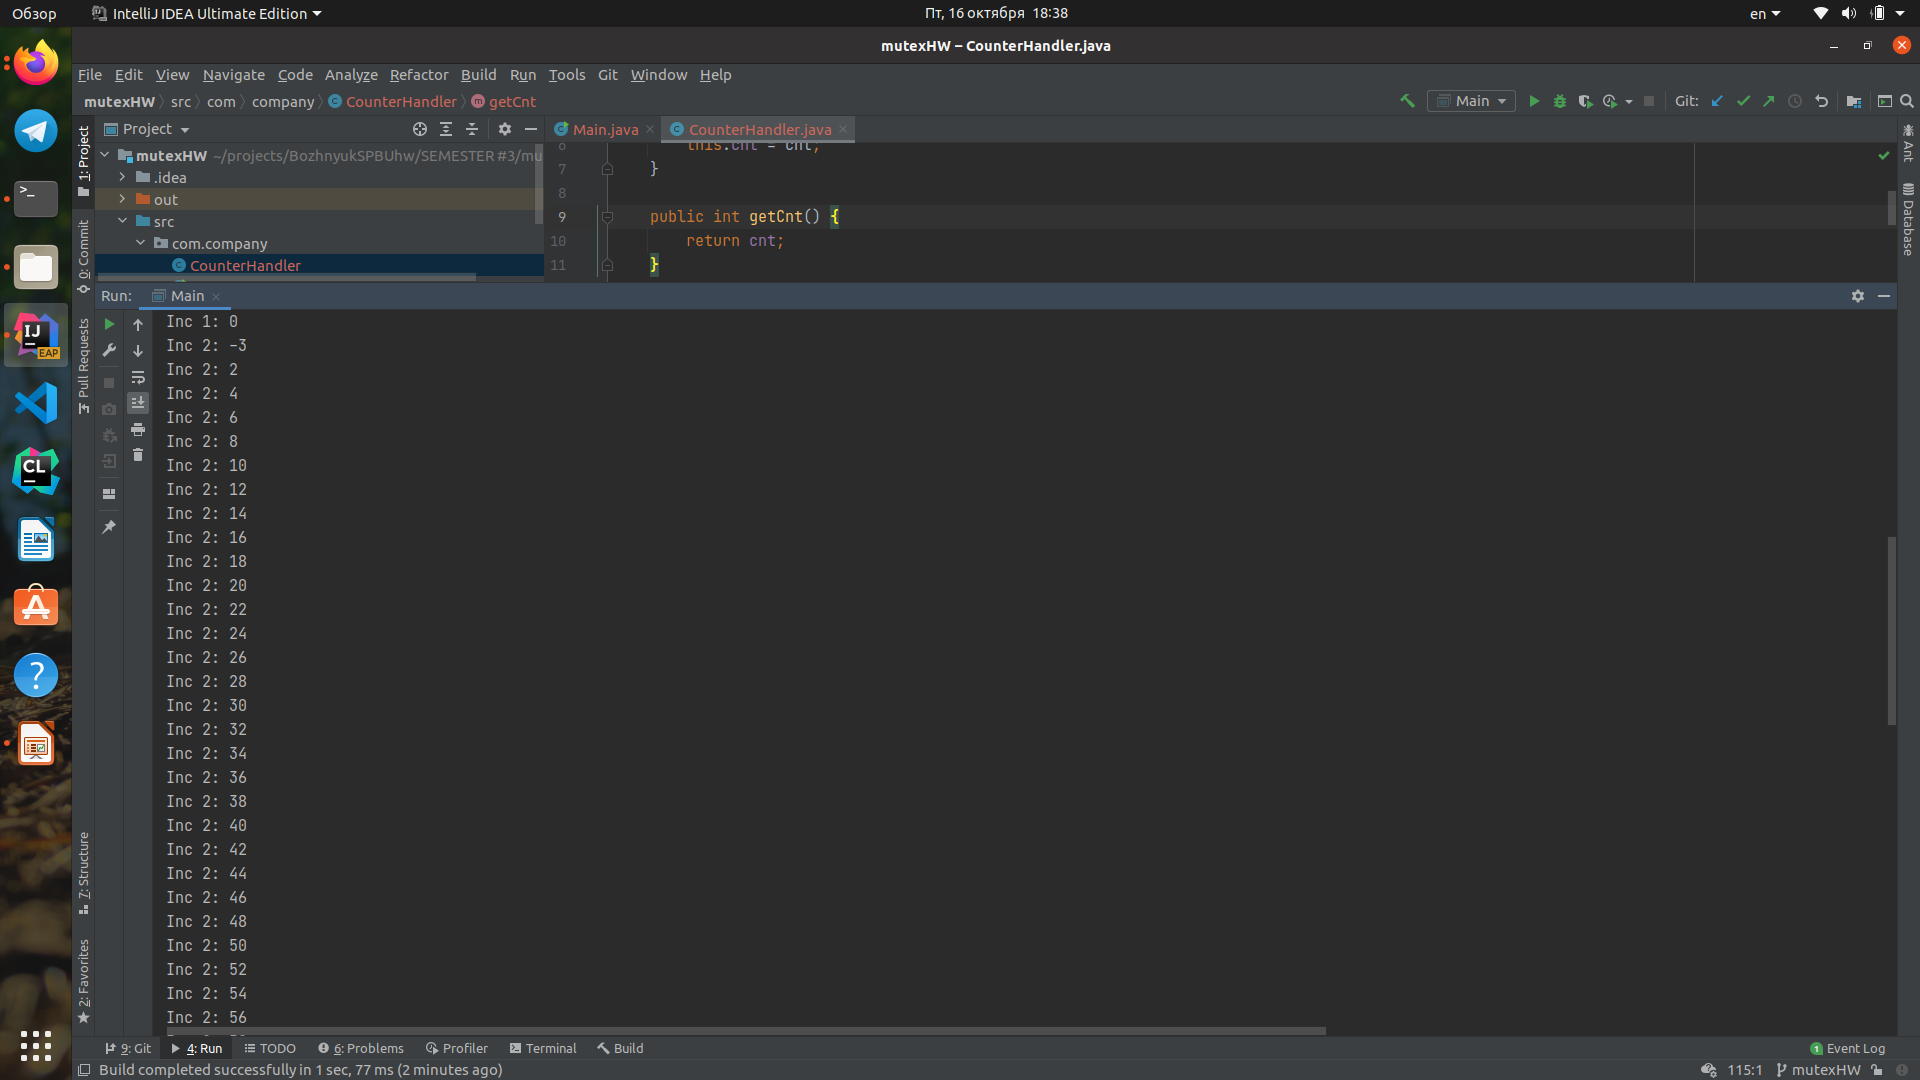 Обзор
IntelliJ IDEA Ultimate Edition
Пт, 16 октября 18:38
en
mutexHW – CounterHandler.java
File Edit View Navigate Code Analyze Refactor Build Run Tools Git Window Help
mutexHW src com company CounterHandler getCnt
Main
Git:
1: Project
0: Commit
Pull Requests
7: Structure
2: Favorites
Project
mutexHW ~/projects/BozhnyukSPBUhw/SEMESTER #3/mu
.idea
out
src
com.company
CounterHandler
Main.java
CounterHandler.java
6 this.cnt = cnt;
7 }
8
9 public int getCnt() {
10 return cnt;
11 }
Ant
Database
Run: Main
Inc 1: 0
Inc 2: -3
Inc 2: 2
Inc 2: 4
Inc 2: 6
Inc 2: 8
Inc 2: 10
Inc 2: 12
Inc 2: 14
Inc 2: 16
Inc 2: 18
Inc 2: 20
Inc 2: 22
Inc 2: 24
Inc 2: 26
Inc 2: 28
Inc 2: 30
Inc 2: 32
Inc 2: 34
Inc 2: 36
Inc 2: 38
Inc 2: 40
Inc 2: 42
Inc 2: 44
Inc 2: 46
Inc 2: 48
Inc 2: 50
Inc 2: 52
Inc 2: 54
Inc 2: 56
IJ
EAP
CL
9: Git 4: Run TODO 6: Problems Profiler Terminal Build
1 Event Log
Build completed successfully in 1 sec, 77 ms (2 minutes ago)
115:1 mutexHW